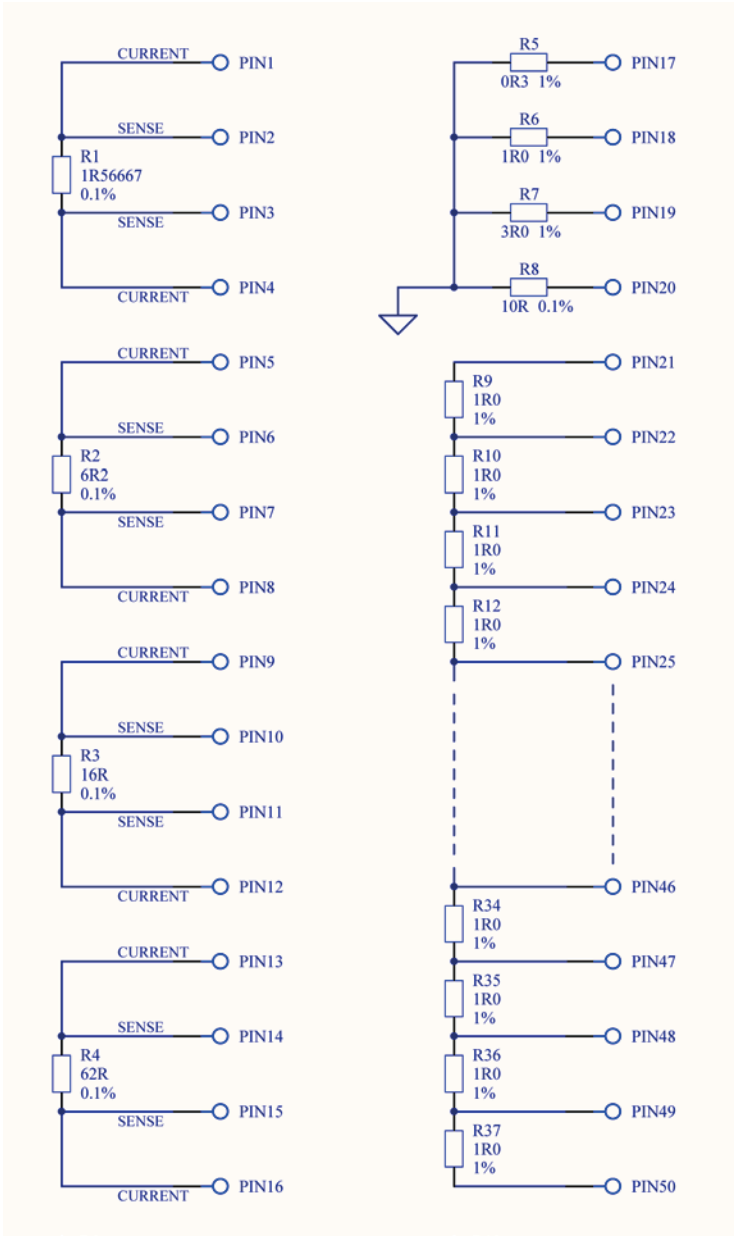 CURRENT
PIN1
SENSE
PIN2
R1
1R56667
0.1%
SENSE
PIN3
CURRENT
PIN4
CURRENT
PIN5
SENSE
PIN6
R2
6R2
0.1%
SENSE
PIN7
CURRENT
PIN8
CURRENT
PIN9
SENSE
PIN10
R3
16R
0.1%
SENSE
PIN11
CURRENT
PIN12
CURRENT
PIN13
SENSE
PIN14
R4
62R
0.1%
SENSE
PIN15
CURRENT
PIN16
R5
PIN17
0R3 1%
R6
PIN18
1R0 1%
R7
PIN19
3R0 1%
R8
PIN20
10R 0.1%
PIN21
R9
1R0
1%
PIN22
R10
1R0
1%
PIN23
R11
1R0
1%
PIN24
R12
1R0
1%
PIN25
PIN46
R34
1R0
1%
PIN47
R35
1R0
1%
PIN48
R36
1R0
1%
PIN49
R37
1R0
1%
PIN50